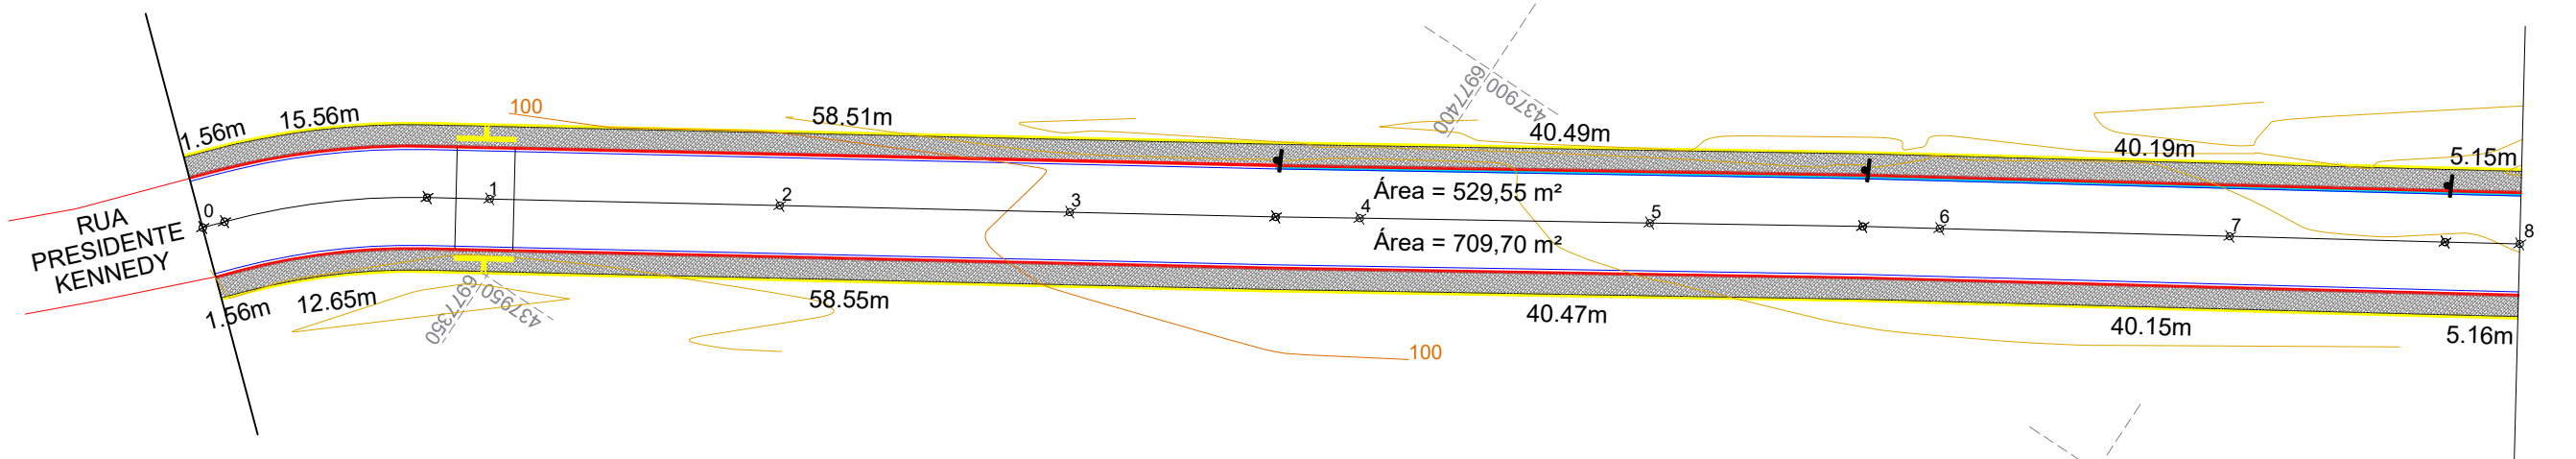 RUA
PRESIDENTE
KENNEDY
1.56m
15.56m
100
58.51m
6977400
437900
40.49m
40.19m
5.15m
0
1
2
3
4
5
6
7
8
Área = 529,55 m²
Área = 709,70 m²
1.56m
12.65m
6977350
437950
58.55m
100
40.47m
40.15m
5.16m